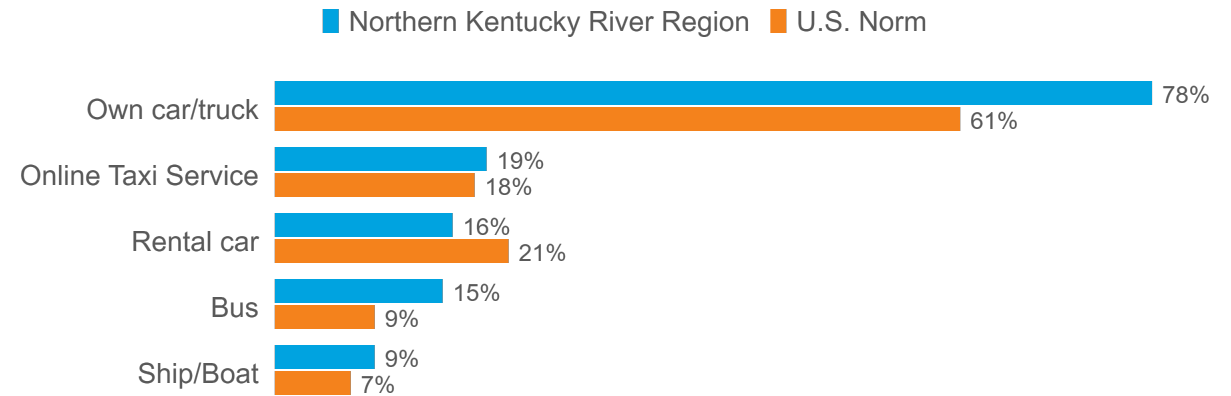 Northern Kentucky River Region U.S. Norm
Own car/truck
78%
61%
Online Taxi Service
19%
18%
Rental car
16%
21%
Bus
15%
9%
Ship/Boat
9%
7%